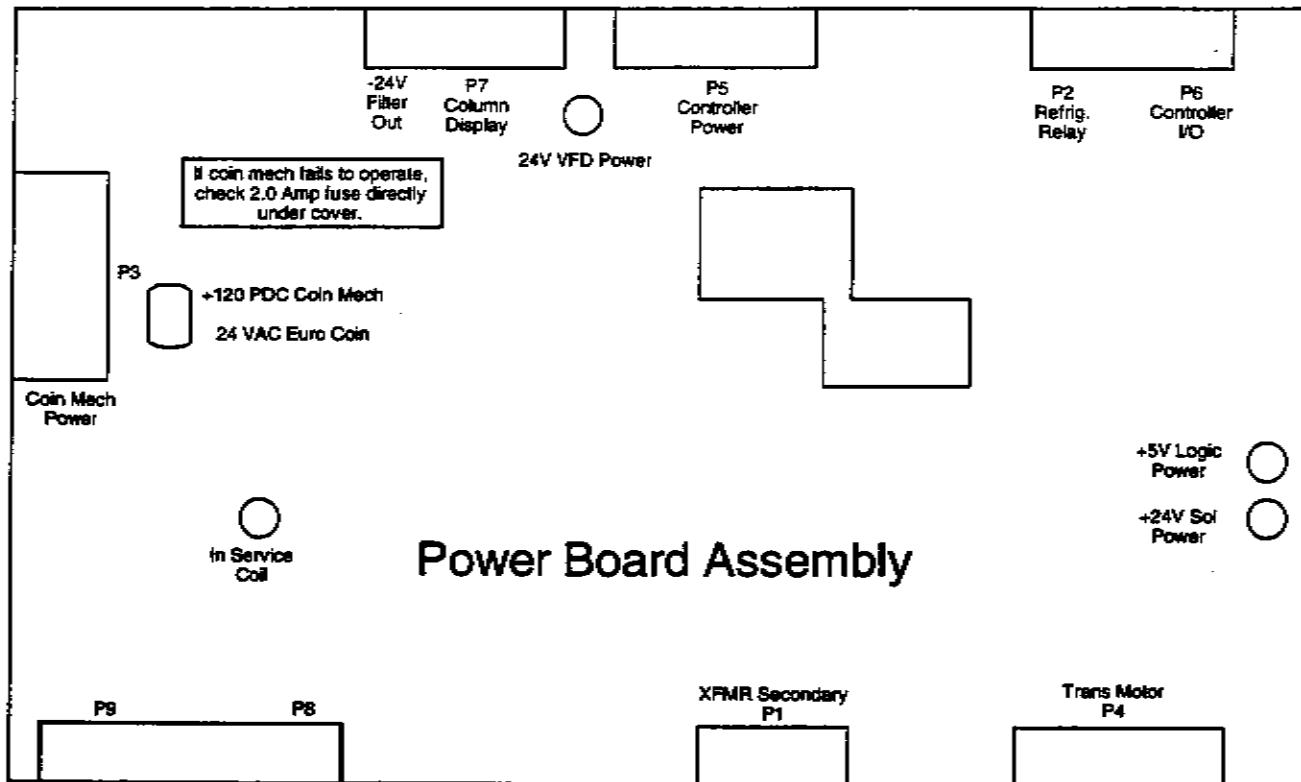 -24V
Filter
Out
P7
Column
Display
24V VFD Power
P5
Controller
Power
P2
Refrig.
Relay
P6
Controller
I/O
If coin mech fails to operate,
check 2.0 Amp fuse directly
under cover.
P3
+120 PDC Coin Mech
24 VAC Euro Coin
Coin Mech
Power
+5V Logic
Power
+24V Sol
Power
In Service
Coil
Power Board Assembly
P9
P8
XFMR Secondary
P1
Trans Motor
P4